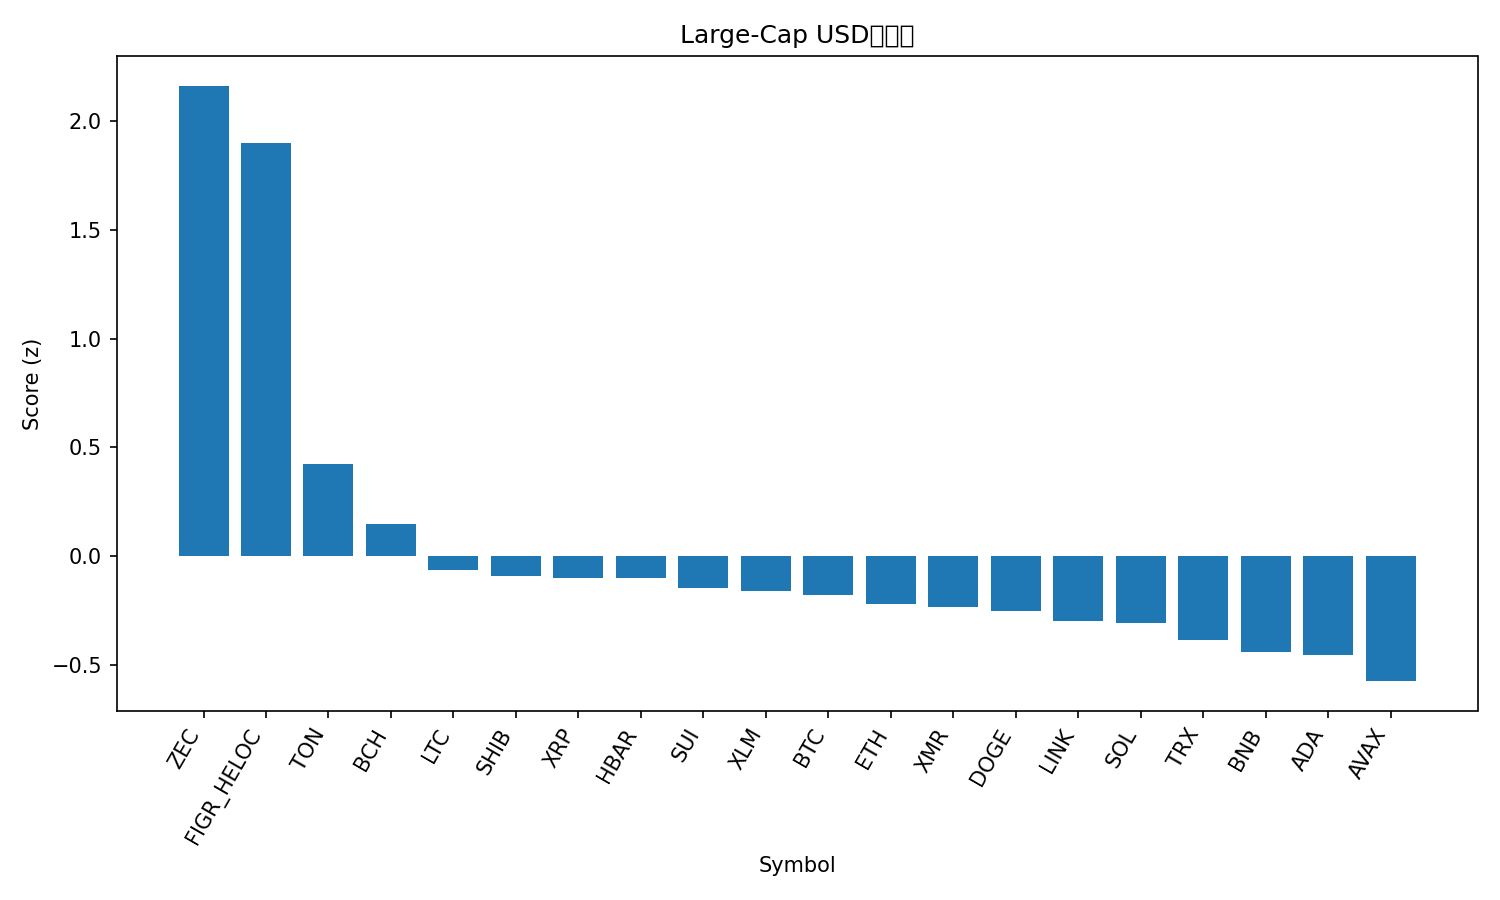 Large-Cap USD
Score (z)
2.0
1.5
1.0
0.5
0.0
−0.5
ZEC
FIGR_HELOC
TON
BCH
LTC
SHIB
XRP
HBAR
SUI
XLM
BTC
ETH
XMR
DOGE
LINK
SOL
TRX
BNB
ADA
AVAX
Symbol